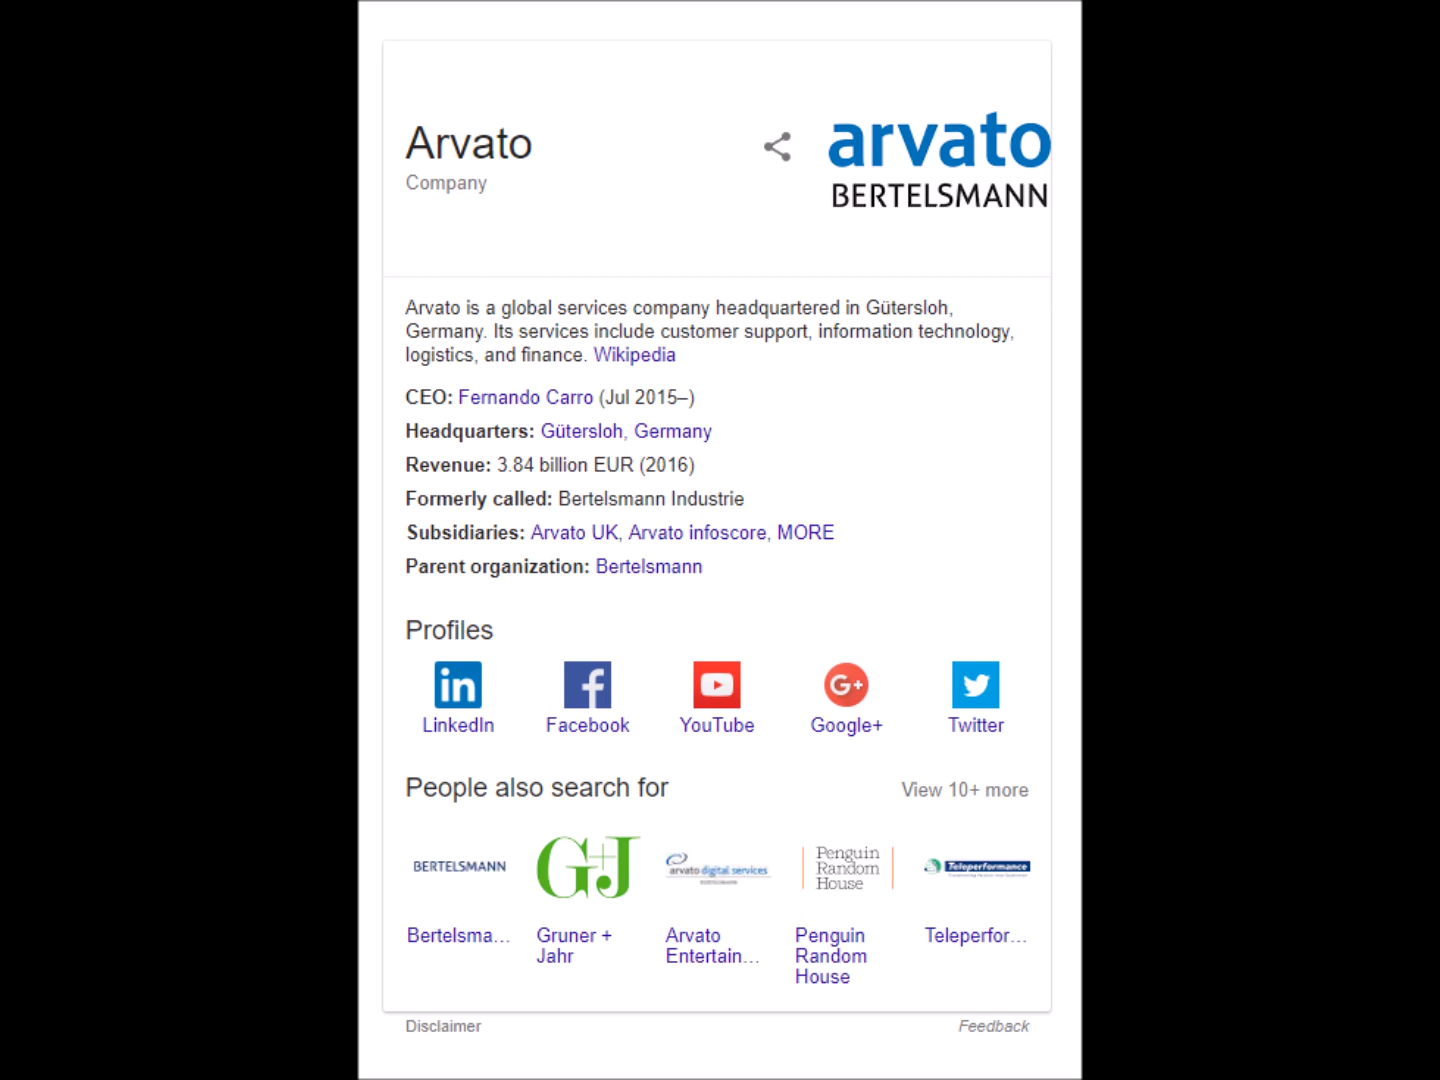 Arvato
Company
arvato
BERTELSMANN
Arvato is a global services company headquartered in Gütersloh,
Germany. Its services include customer support, information technology,
logistics, and finance. Wikipedia
CEO: Fernando Carro (Jul 2015–)
Headquarters: Gütersloh, Germany
Revenue: 3.84 billion EUR (2016)
Formerly called: Bertelsmann Industrie
Subsidiaries: Arvato UK, Arvato infoscore, MORE
Parent organization: Bertelsmann
Profiles
in f G+
LinkedIn Facebook YouTube Google+ Twitter
People also search for View 10+ more
BERTELSMANN
G+J
arvato digital services
Penguin
Random
House
Teleperformance
Bertelsma...
Gruner +
Jahr
Arvato
Entertain...
Penguin
Random
House
Teleperfor...
Disclaimer Feedback